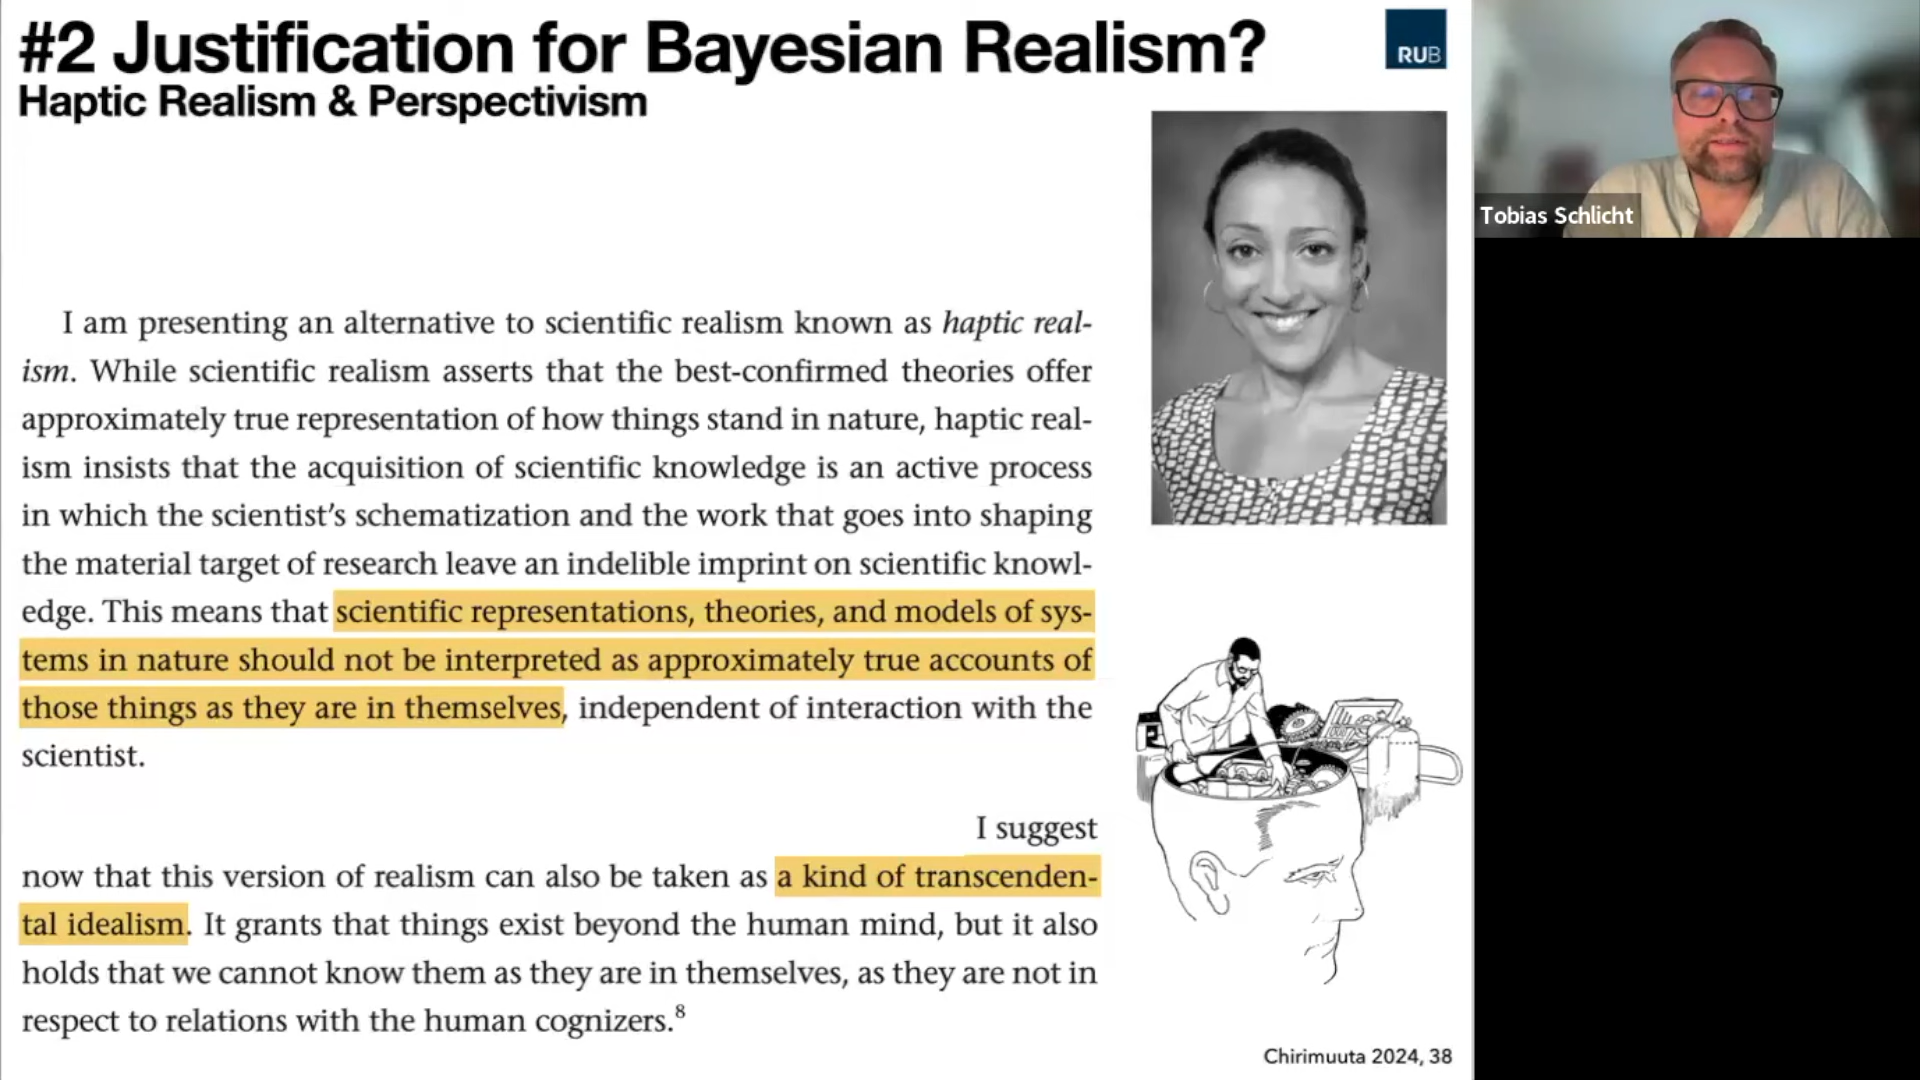 #2 Justification for Bayesian Realism?
Haptic Realism & Perspectivism
RUB
Tobias Schlicht
I am presenting an alternative to scientific realism known as haptic real-
ism. While scientific realism asserts that the best-confirmed theories offer
approximately true representation of how things stand in nature, haptic real-
ism insists that the acquisition of scientific knowledge is an active process
in which the scientist’s schematization and the work that goes into shaping
the material target of research leave an indelible imprint on scientific knowl-
edge. This means that scientific representations, theories, and models of sys-
tems in nature should not be interpreted as approximately true accounts of
those things as they are in themselves, independent of interaction with the
scientist.
I suggest
now that this version of realism can also be taken as a kind of transcenden-
tal idealism. It grants that things exist beyond the human mind, but it also
holds that we cannot know them as they are in themselves, as they are not in
respect to relations with the human cognizers.8
Chirimuuta 2024, 38